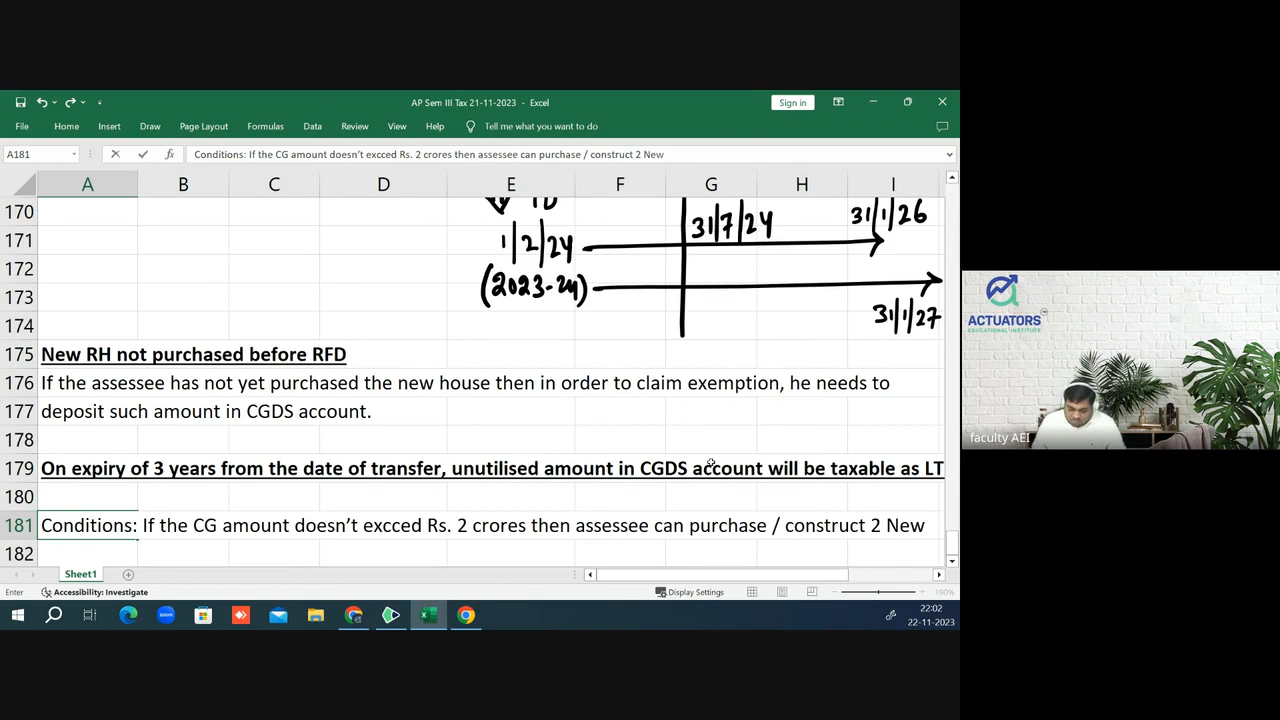 AP Sem III Tax 21-11-2023 - Excel
Sign in
File Home Insert Draw Page Layout Formulas Data Review View Help Tell me what you want to do
A181
fx
Conditions: If the CG amount doesn't excced Rs. 2 crores then assessee can purchase / construct 2 New
A B C D E F G H I
170
171
172
173
174
31/7/24
31/1/26
1/2/24
(2023-24)
31/1/27
175 New RH not purchased before RFD
176 If the assessee has not yet purchased the new house then in order to claim exemption, he needs to
177 deposit such amount in CGDS account.
178
179 On expiry of 3 years from the date of transfer, unutilised amount in CGDS account will be taxable as LT
180
181 Conditions: If the CG amount doesn't excced Rs. 2 crores then assessee can purchase / construct 2 New
182
Sheet1
Enter Accessibility: Investigate Display Settings 190%
zoom
22:02
22-11-2023
ACTUATORS
EDUCATIONAL INSTITUTE
faculty AEI